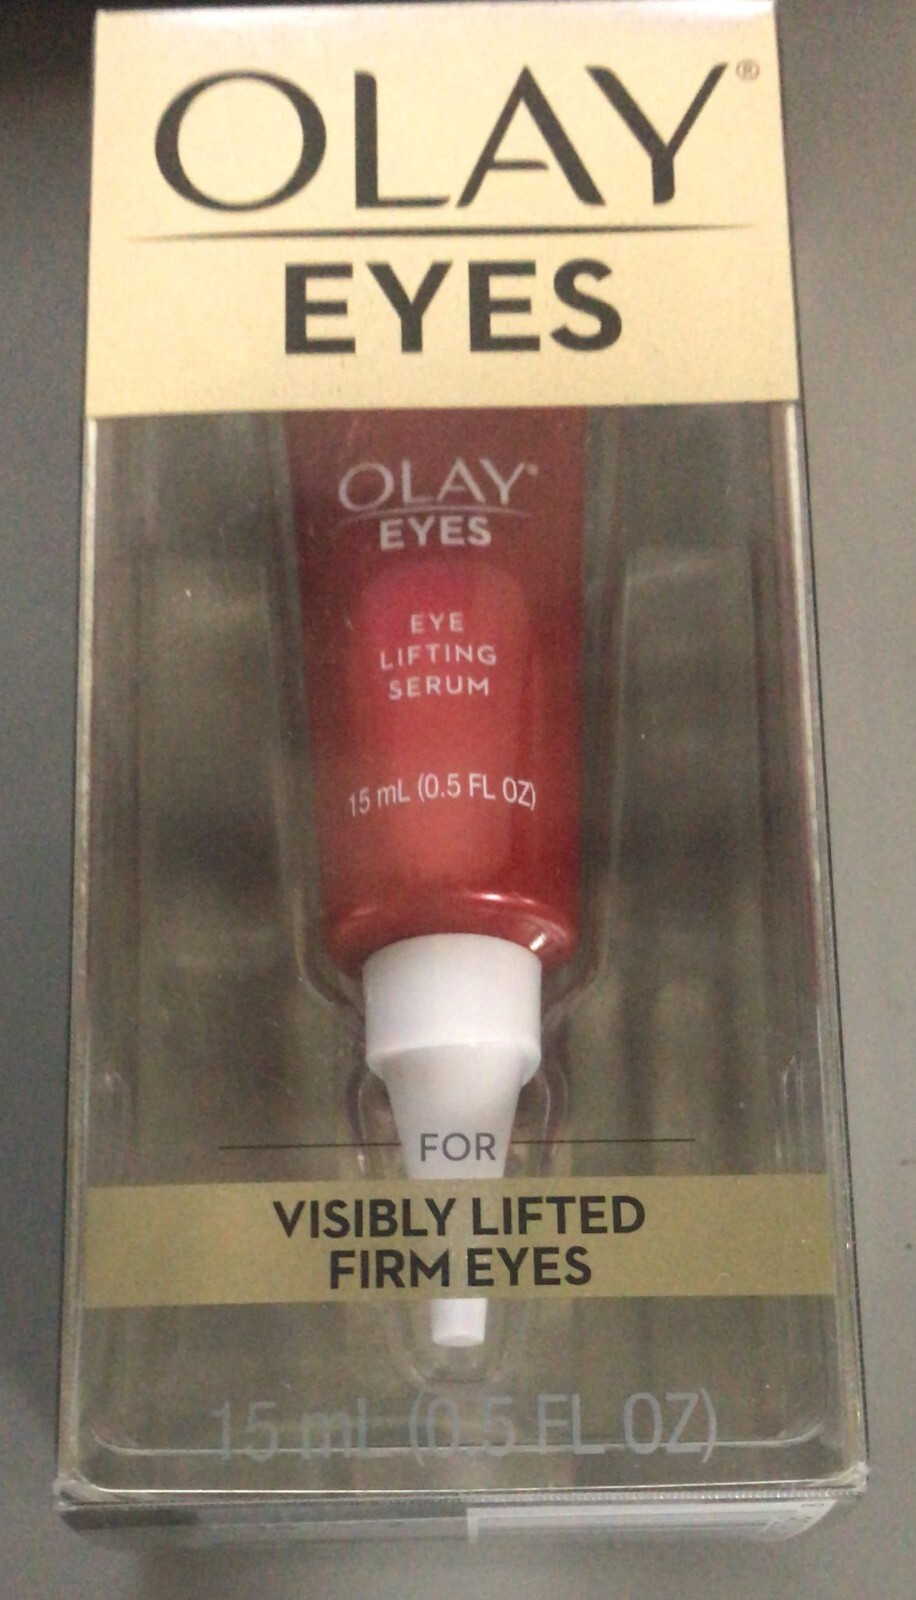 OLAY®
EYES
OLAY®
EYES
EYE
LIFTING
SERUM
15 mL (0.5 FL OZ)
FOR
VISIBLY LIFTED
FIRM EYES
15 mL (0.5 FL OZ)